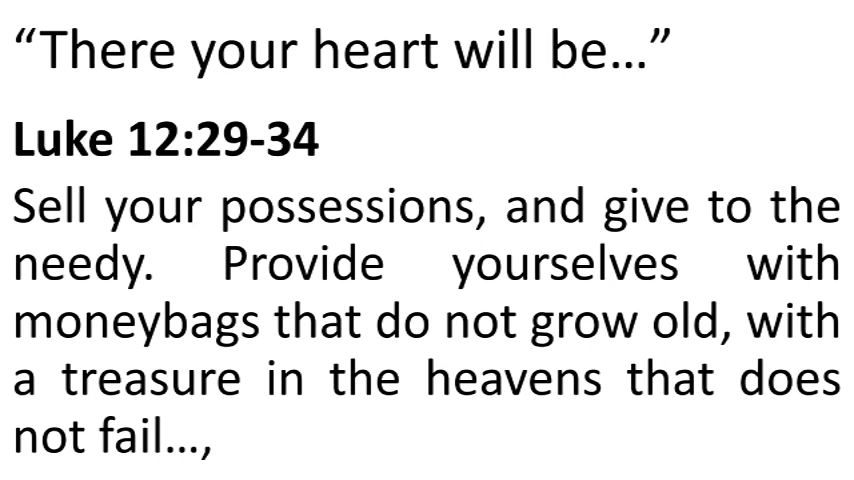 “There your heart will be…”
Luke 12:29-34
Sell your possessions, and give to the
needy. Provide yourselves with
moneybags that do not grow old, with
a treasure in the heavens that does
not fail…,